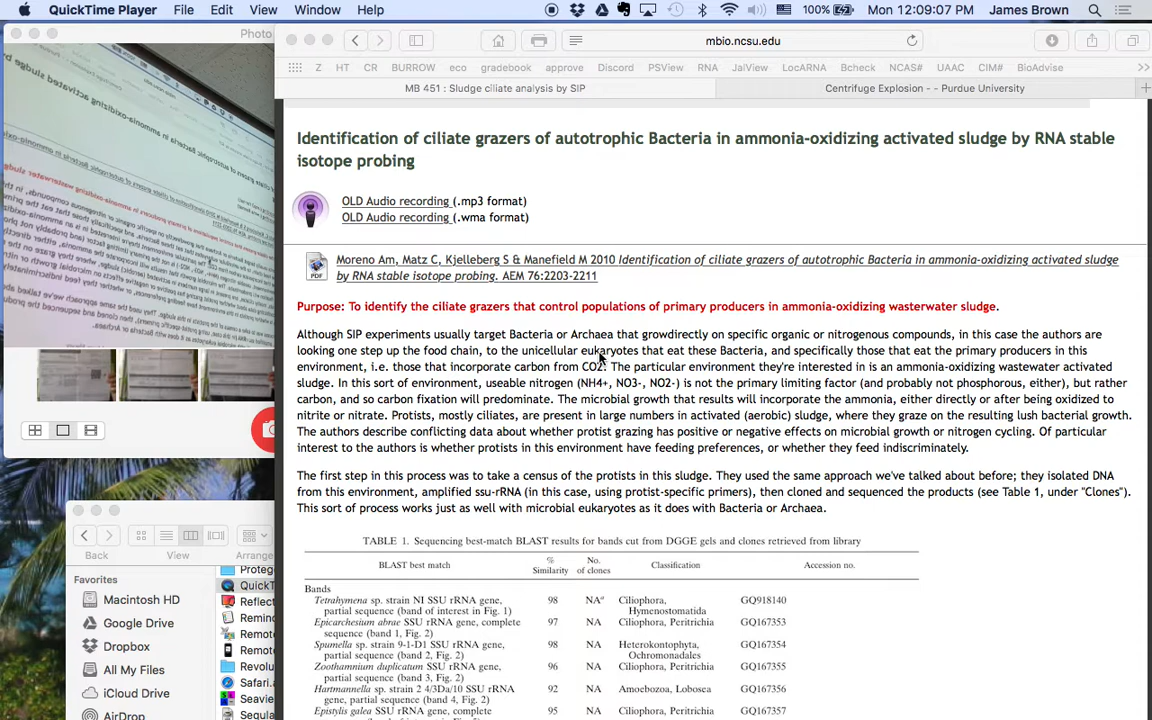 QuickTime Player File Edit View Window Help 100% Mon 12:09:07 PM James Brown
Photo
mbio.ncsu.edu
Z HT CR BURROW eco gradebook approve Discord PSView RNA JalView LocARNA Bcheck NCAS# UAAC CIM# BioAdvise
MB 451 : Sludge ciliate analysis by SIP
Centrifuge Explosion - - Purdue University
Identification of ciliate grazers of autotrophic Bacteria in ammonia-oxidizing activated sludge by RNA stable
isotope probing
OLD Audio recording (.mp3 format)
OLD Audio recording (.wma format)
PDF
Moreno Am, Matz C, Kjelleberg S & Manefield M 2010 Identification of ciliate grazers of autotrophic Bacteria in ammonia-oxidizing activated sludge
by RNA stable isotope probing. AEM 76:2203-2211
Purpose: To identify the ciliate grazers that control populations of primary producers in ammonia-oxidizing wasterwater sludge.
Although SIP experiments usually target Bacteria or Archaea that growdirectly on specific organic or nitrogenous compounds, in this case the authors are
looking one step up the food chain, to the unicellular eukaryotes that eat these Bacteria, and specifically those that eat the primary producers in this
environment, i.e. those that incorporate carbon from CO2. The particular environment they're interested in is an ammonia-oxidizing wastewater activated
sludge. In this sort of environment, useable nitrogen (NH4+, NO3-, NO2-) is not the primary limiting factor (and probably not phosphorous, either), but rather
carbon, and so carbon fixation will predominate. The microbial growth that results will incorporate the ammonia, either directly or after being oxidized to
nitrite or nitrate. Protists, mostly ciliates, are present in large numbers in activated (aerobic) sludge, where they graze on the resulting lush bacterial growth.
The authors describe conflicting data about whether protist grazing has positive or negative effects on microbial growth or nitrogen cycling. Of particular
interest to the authors is whether protists in this environment have feeding preferences, or whether they feed indiscriminately.
The first step in this process was to take a census of the protists in this sludge. They used the same approach we've talked about before; they isolated DNA
from this environment, amplified ssu-rRNA (in this case, using protist-specific primers), then cloned and sequenced the products (see Table 1, under "Clones").
This sort of process works just as well with microbial eukaryotes as it does with Bacteria or Archaea.
TABLE 1. Sequencing best-match BLAST results for bands cut from DGGE gels and clones retrieved from library
BLAST best match % Similarity No. of clones Classification Accession no.
Bands
Tetrahymena sp. strain NI SSU rRNA gene, 98 NAa Ciliophora, GQ918140
partial sequence (band of interest in Fig. 1) Hymenostomatida
Epicarchesium abrae SSU rRNA gene, complete 97 NA Ciliophora, Peritrichia GQ167353
sequence (band 1, Fig. 2)
Spumella sp. strain 9-1-D1 SSU rRNA gene, 98 NA Heterokontophyta, GQ167354
partial sequence (band 2, Fig. 2) Ochromonadales
Zoothamnium duplicatum SSU rRNA gene, 96 NA Ciliophora, Peritrichia GQ167355
partial sequence (band 3, Fig. 2)
Hartmannella sp. strain 2 4/3Da/10 SSU rRNA 92 NA Amoebozoa, Lobosea GQ167356
gene, partial sequence (band 4, Fig. 2)
Epistylis galea SSU rRNA gene, complete 95 NA Ciliophora, Peritrichia GQ167357
Back View Arrange
Favorites
Macintosh HD
Google Drive
Dropbox
All My Files
iCloud Drive
AirDrop
Protege
QuickT
Reflect
Remin
Remot
Remot
Revolu
Safari.a
Seavie
Sequla